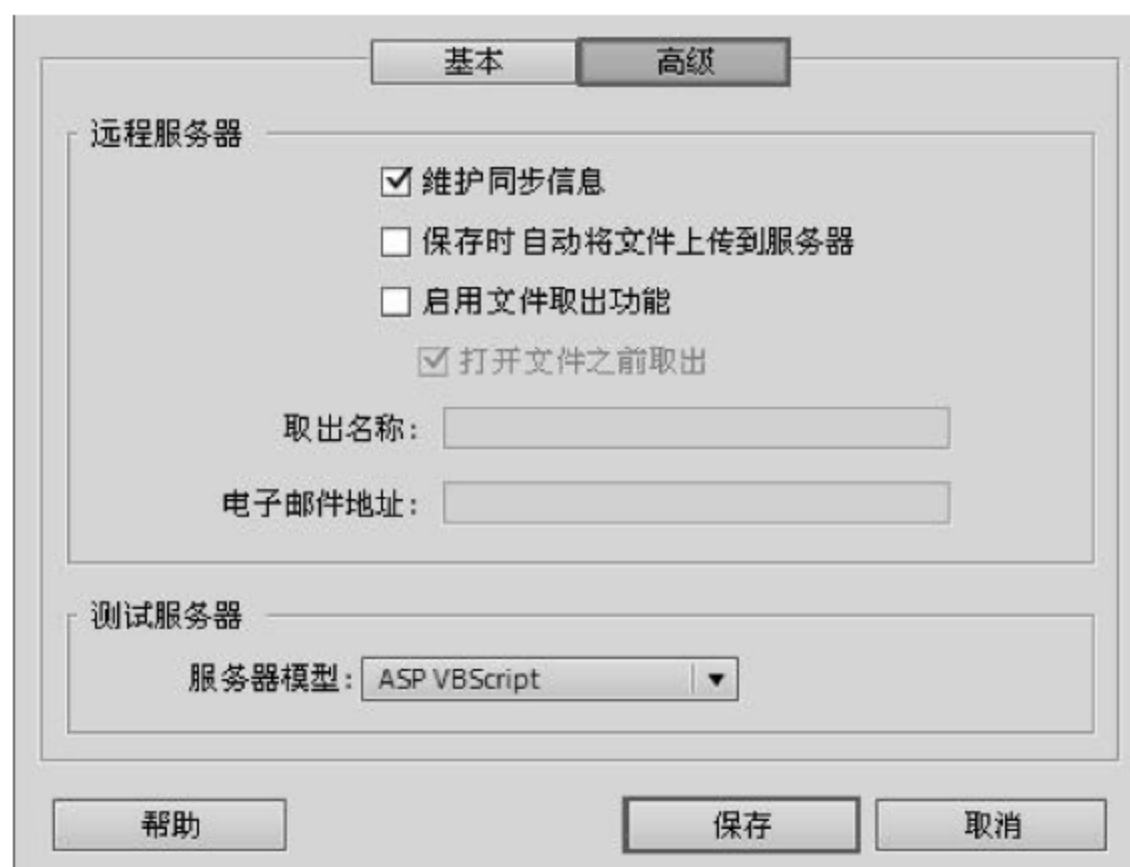 基本 高级
远程服务器
维护同步信息
保存时自动将文件上传到服务器
启用文件取出功能
打开文件之前取出
取出名称:
电子邮件地址:
测试服务器
服务器模型: ASP VBScript
帮助 保存 取消